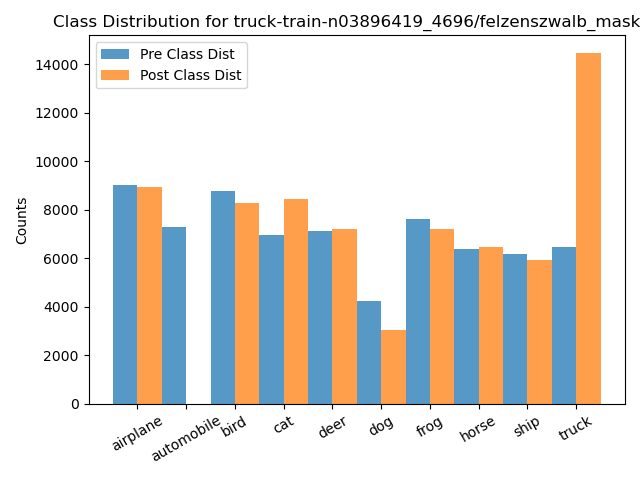 Class Distribution for truck-train-n03896419_4696/felzenszwalb_mask
Pre Class Dist
Post Class Dist
Counts
14000
12000
10000
8000
6000
4000
2000
0
airplane
automobile
bird
cat
deer
dog
frog
horse
ship
truck